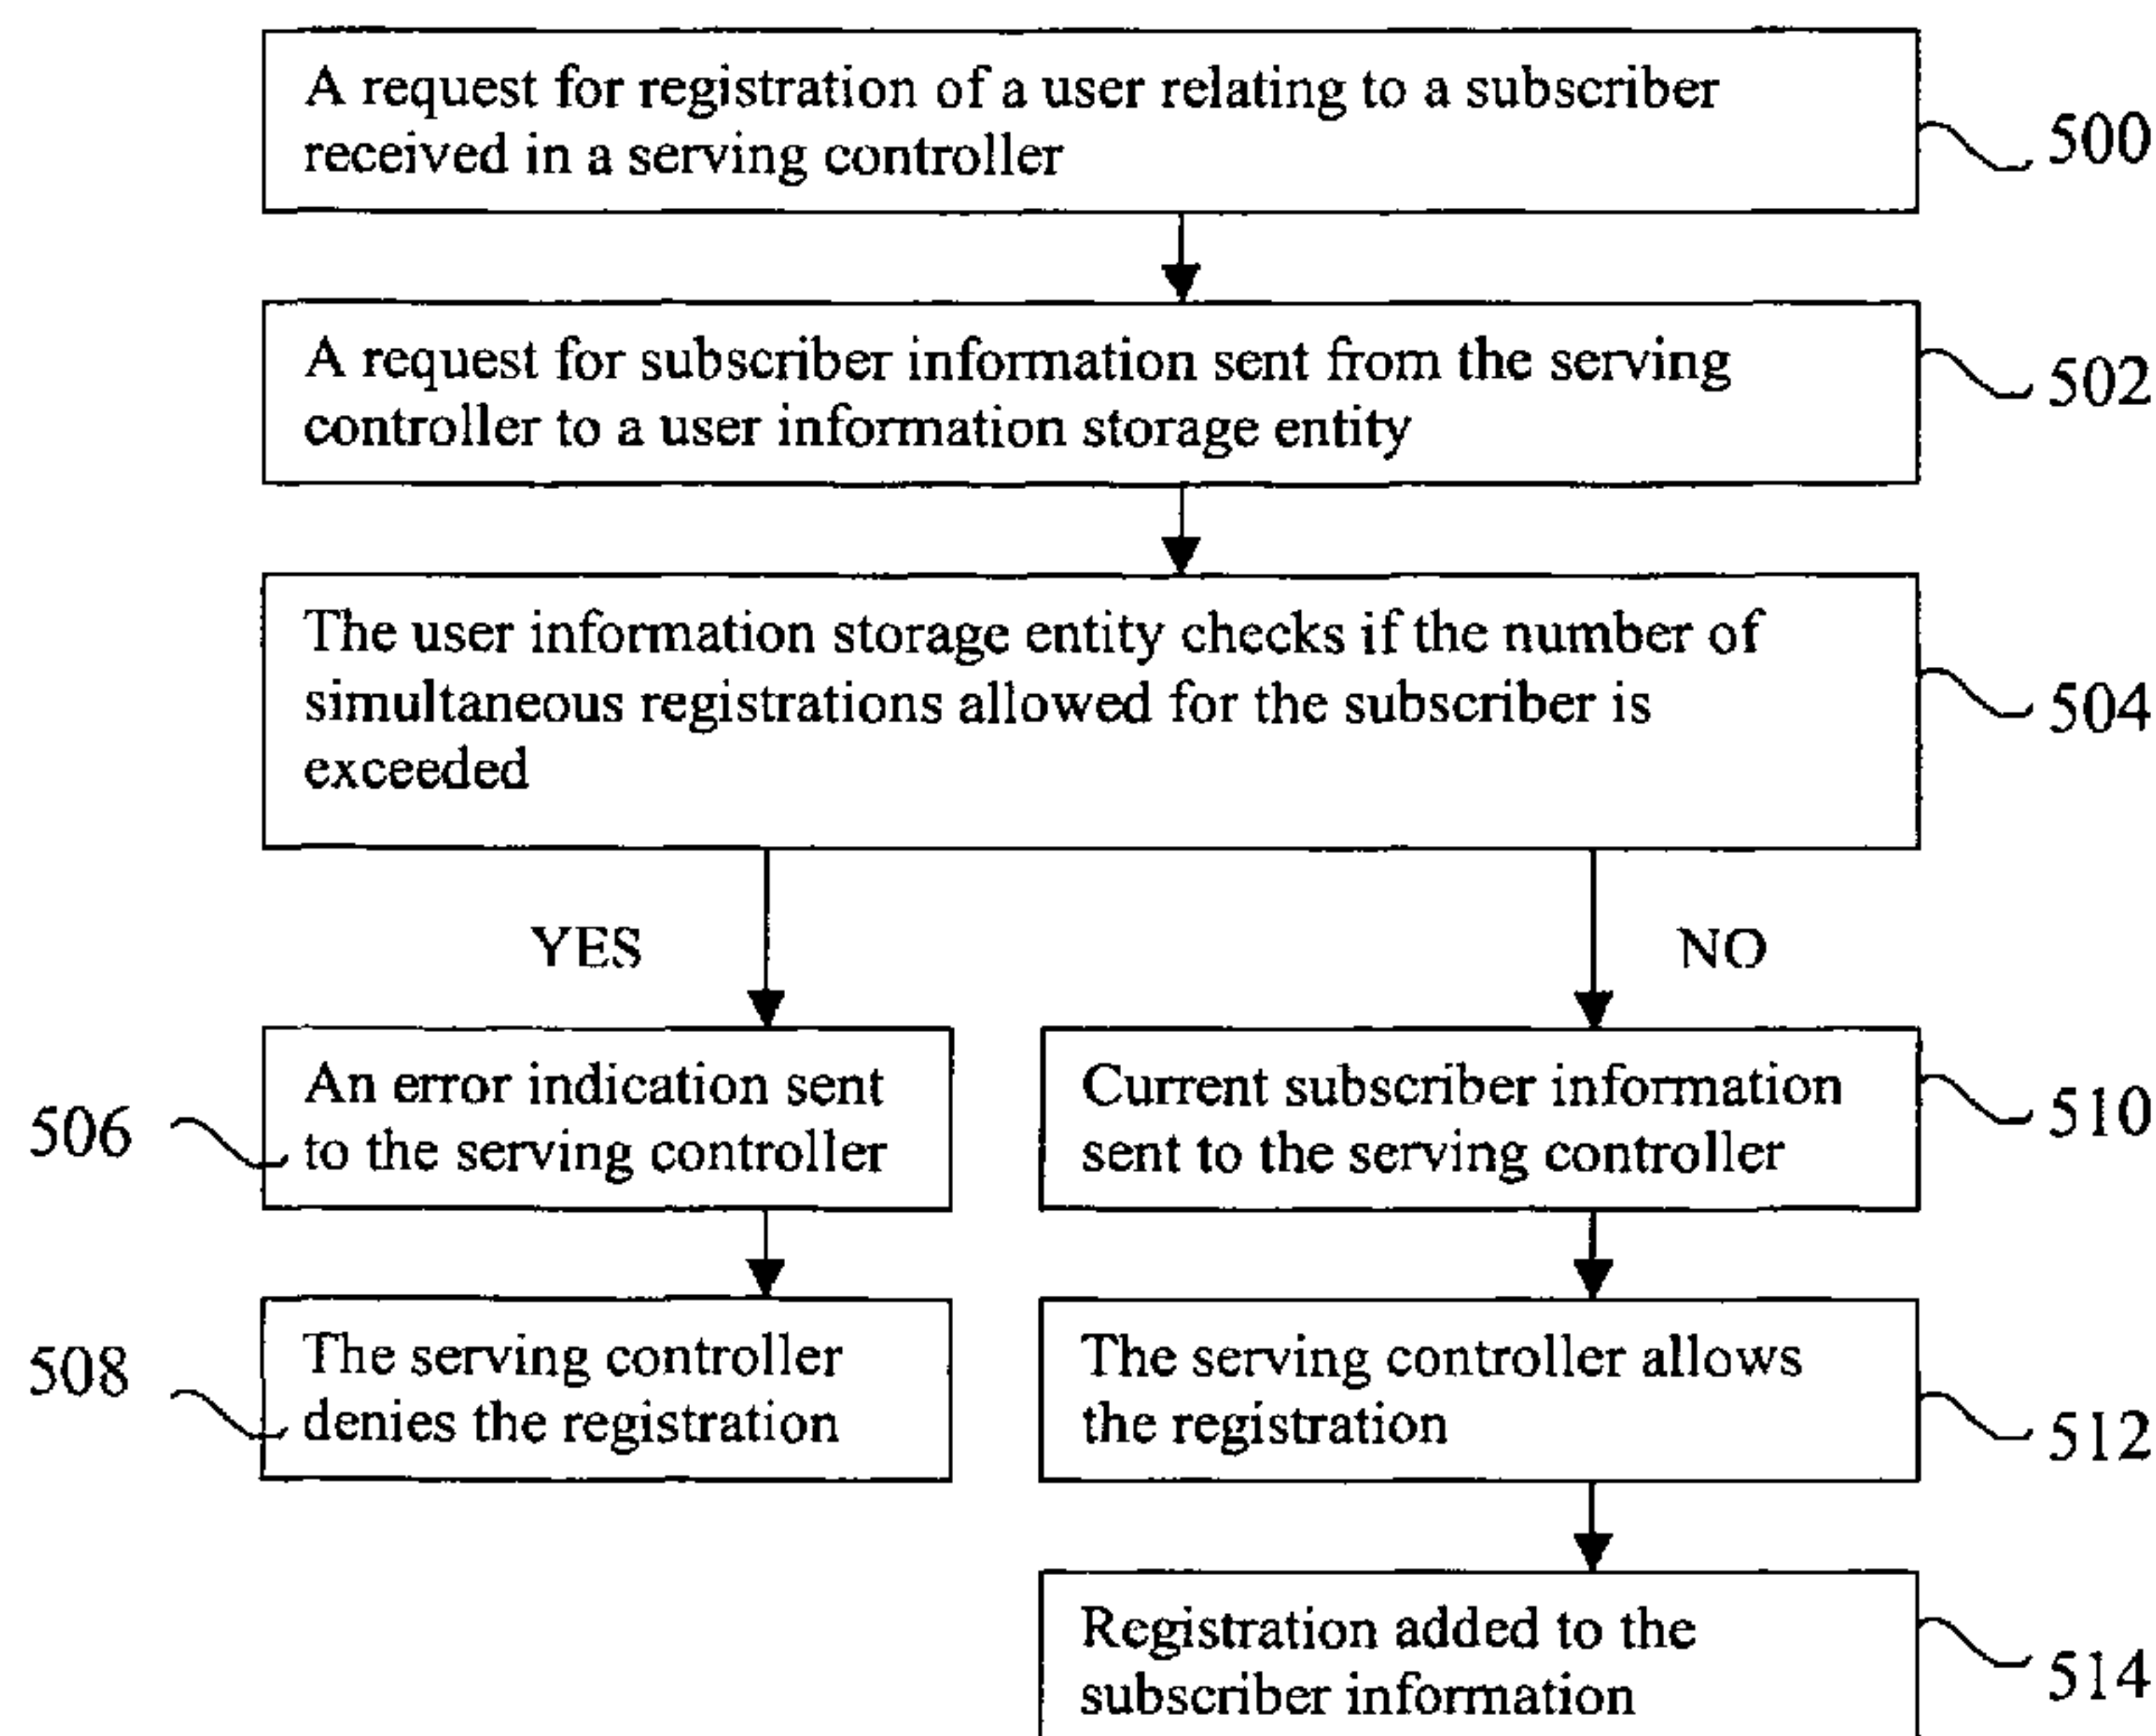 A request for registration of a user relating to a subscriber
received in a serving controller
500
A request for subscriber information sent from the serving
controller to a user information storage entity
502
The user information storage entity checks if the number of
simultaneous registrations allowed for the subscriber is
exceeded
504
YES
NO
An error indication sent
to the serving controller
506
Current subscriber information
sent to the serving controller
510
The serving controller
denies the registration
508
The serving controller allows
the registration
512
Registration added to the
subscriber information
514